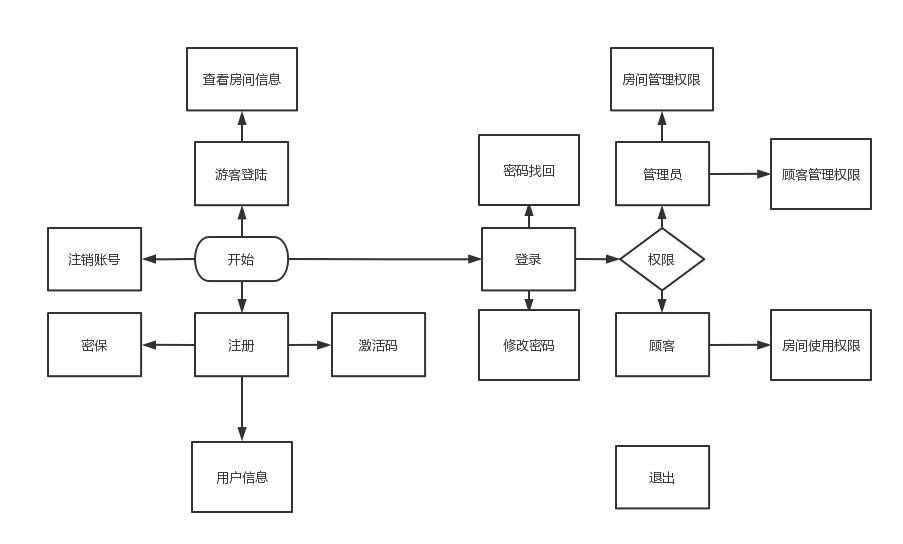 查看房间信息
房间管理权限
密码找回
游客登陆
管理员
顾客管理权限
注销账号
开始
登录
权限
密保
注册
激活码
修改密码
顾客
房间使用权限
用户信息
退出